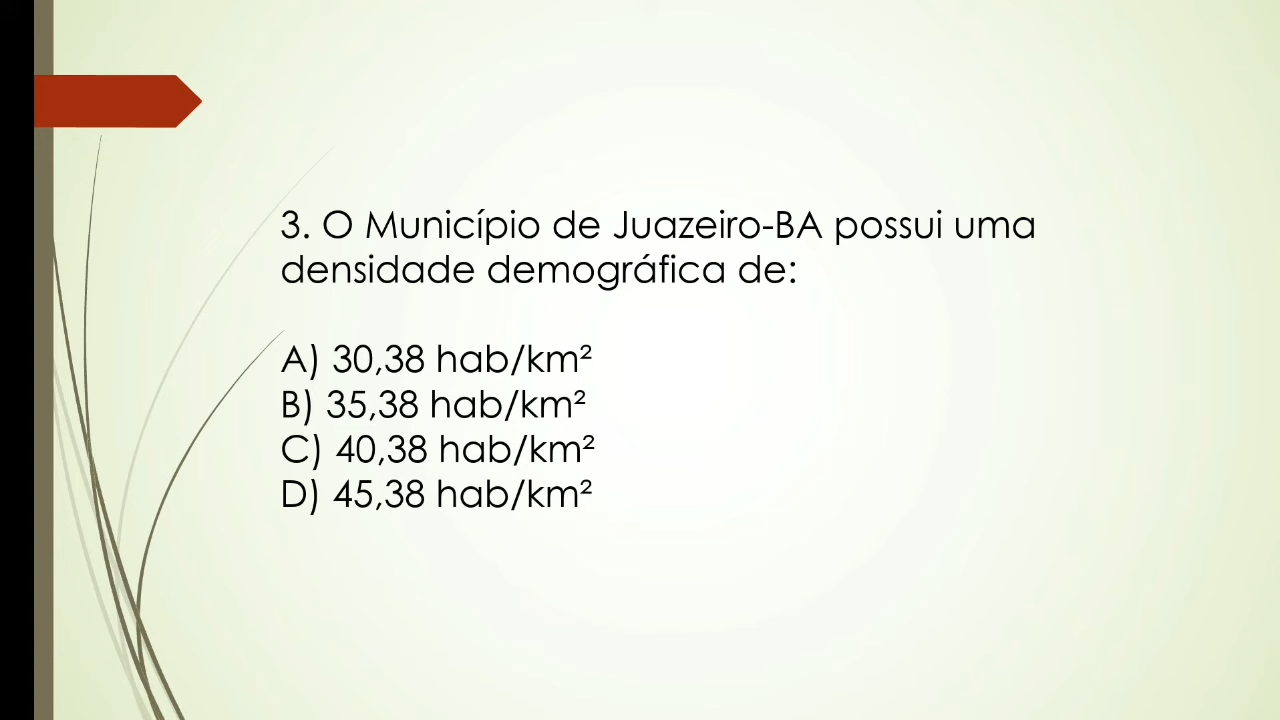 3. O Município de Juazeiro-BA possui uma
densidade demográfica de:
A) 30,38 hab/km²
B) 35,38 hab/km²
C) 40,38 hab/km²
D) 45,38 hab/km²